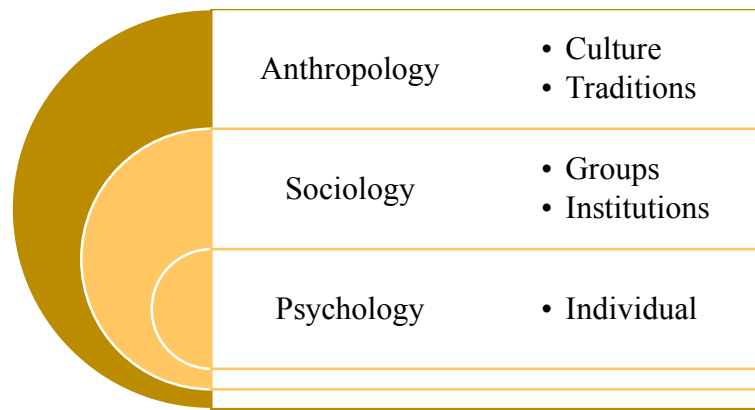 Anthropology
• Culture
• Traditions
Sociology
• Groups
• Institutions
Psychology
• Individual